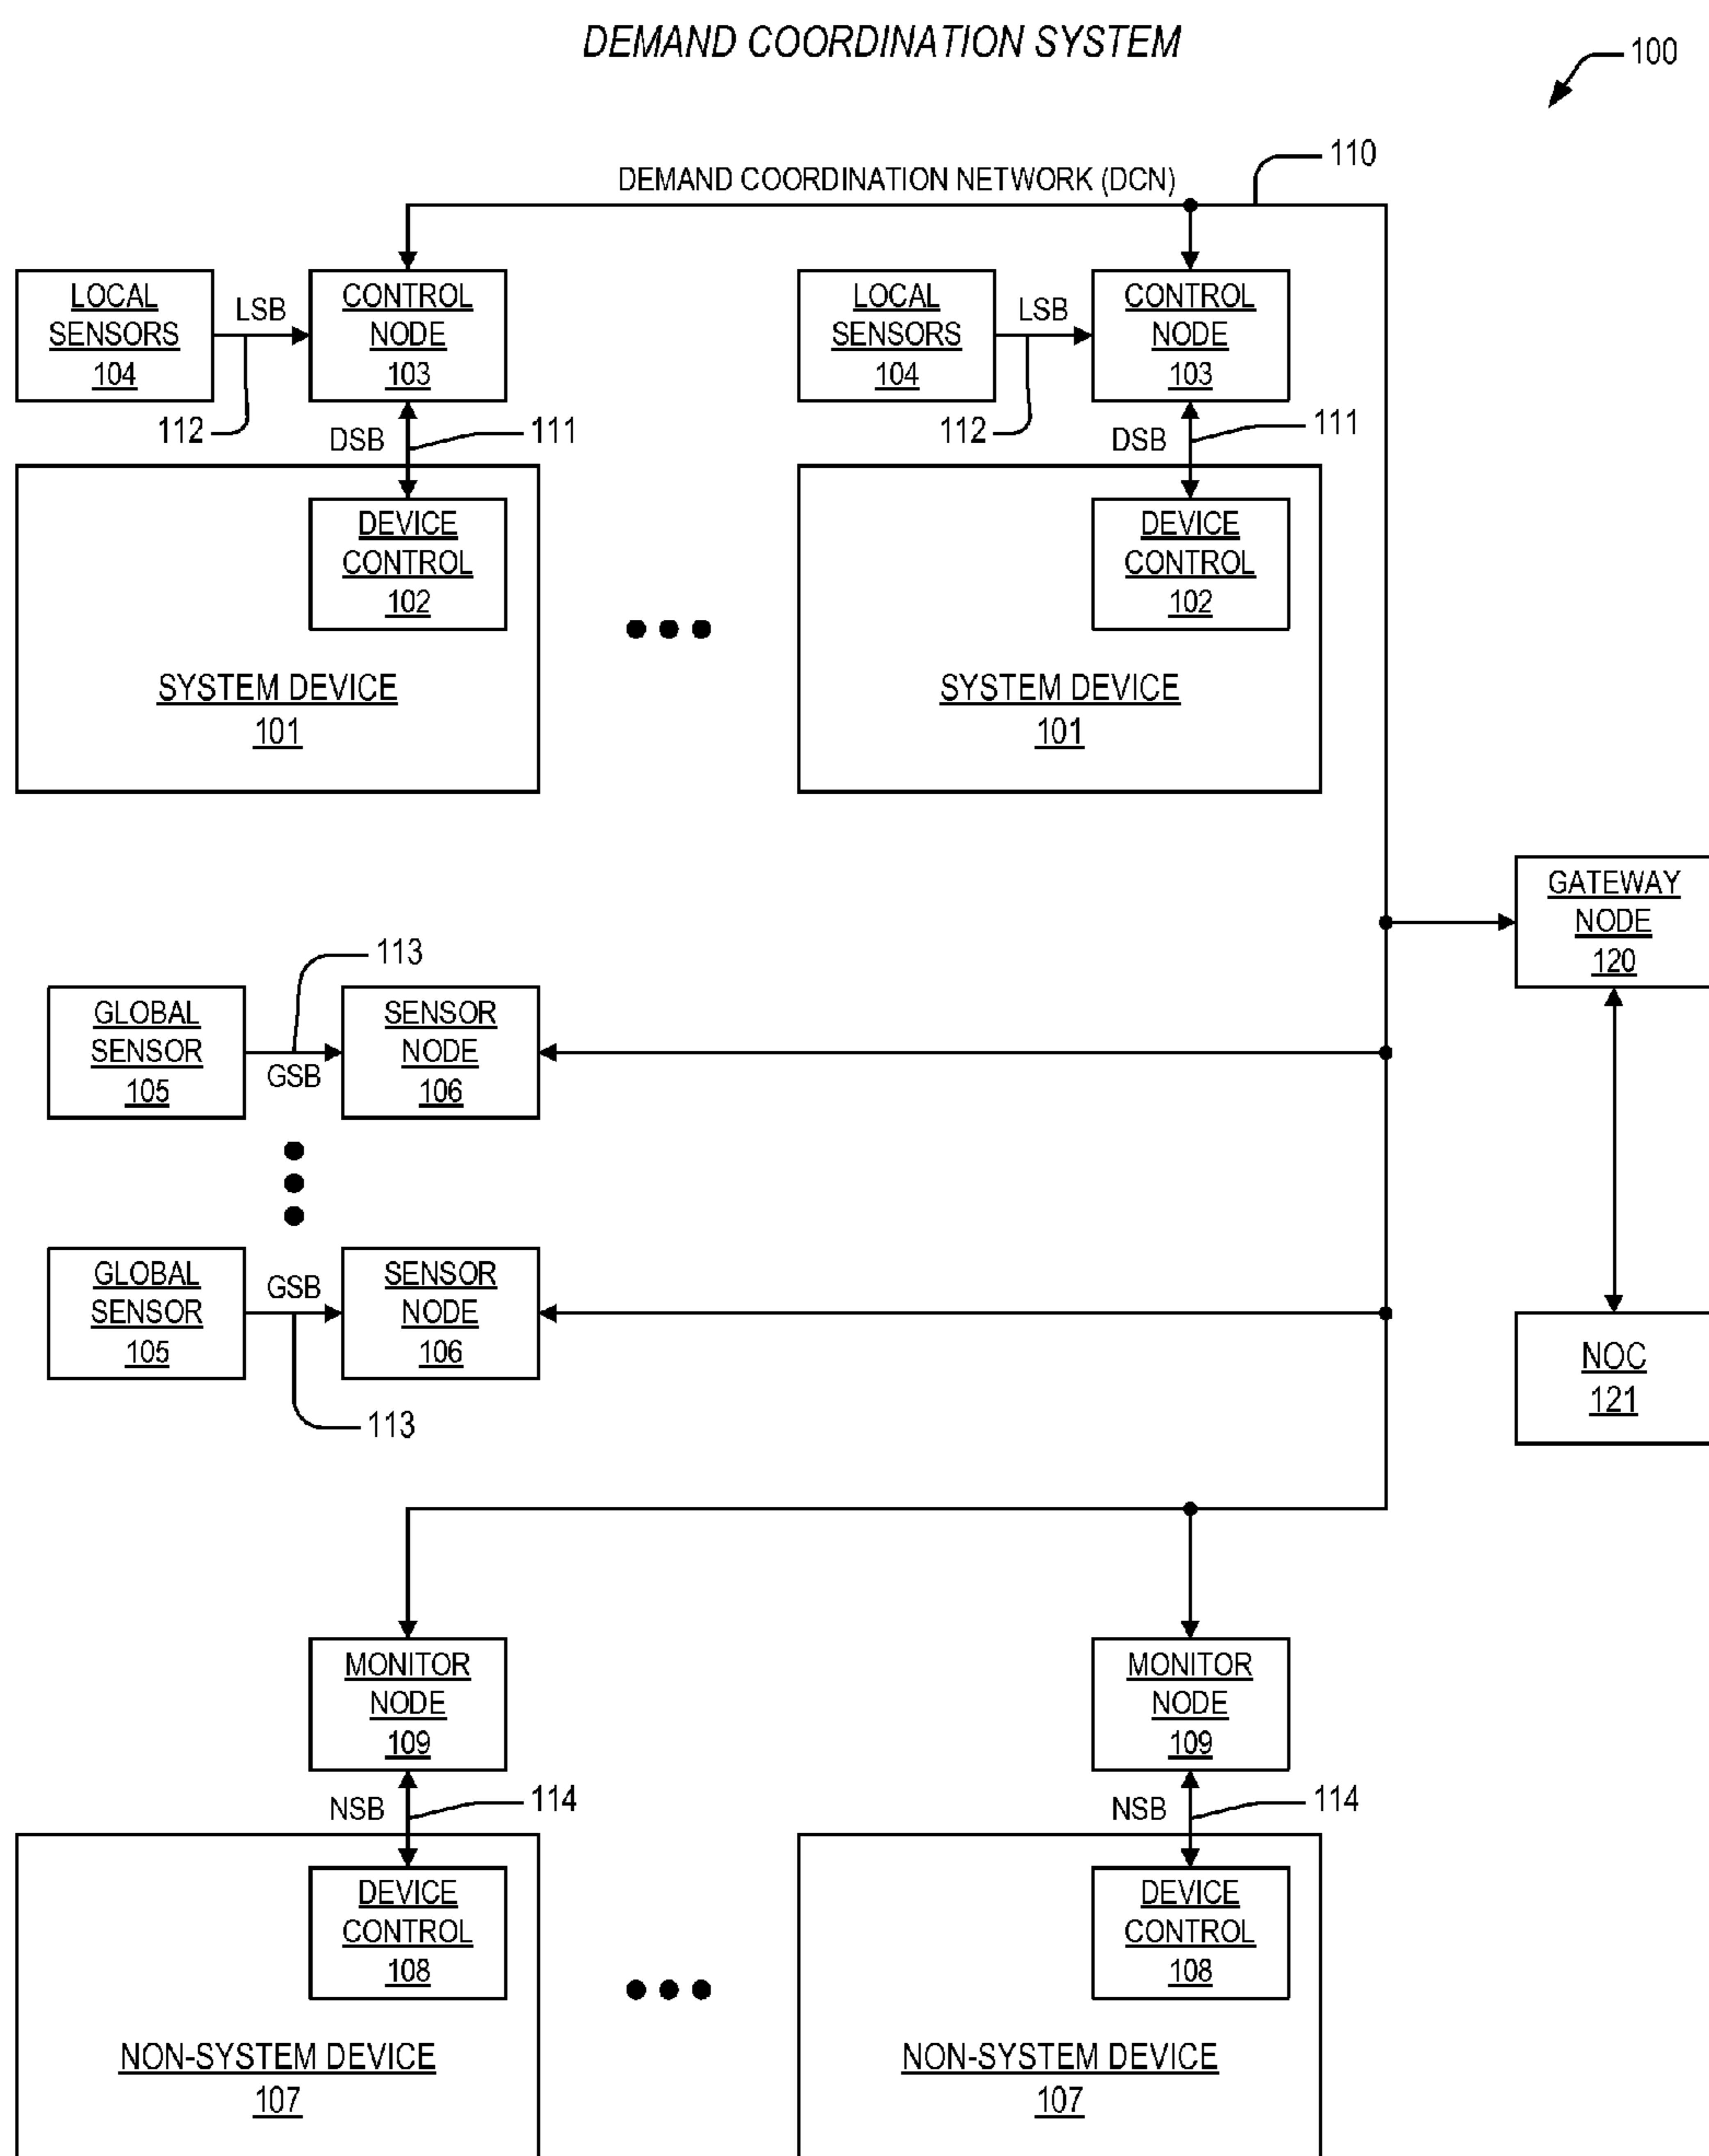 DEMAND COORDINATION SYSTEM
100
110
DEMAND COORDINATION NETWORK (DCN)
LOCAL
SENSORS
104
LSB
112
CONTROL
NODE
103
DSB
111
DEVICE
CONTROL
102
SYSTEM DEVICE
101
LOCAL
SENSORS
104
LSB
112
CONTROL
NODE
103
DSB
111
DEVICE
CONTROL
102
SYSTEM DEVICE
101
GATEWAY
NODE
120
113
GLOBAL
SENSOR
105
GSB
SENSOR
NODE
106
GLOBAL
SENSOR
105
GSB
SENSOR
NODE
106
113
NOC
121
MONITOR
NODE
109
NSB
114
DEVICE
CONTROL
108
NON-SYSTEM DEVICE
107
MONITOR
NODE
109
NSB
114
DEVICE
CONTROL
108
NON-SYSTEM DEVICE
107